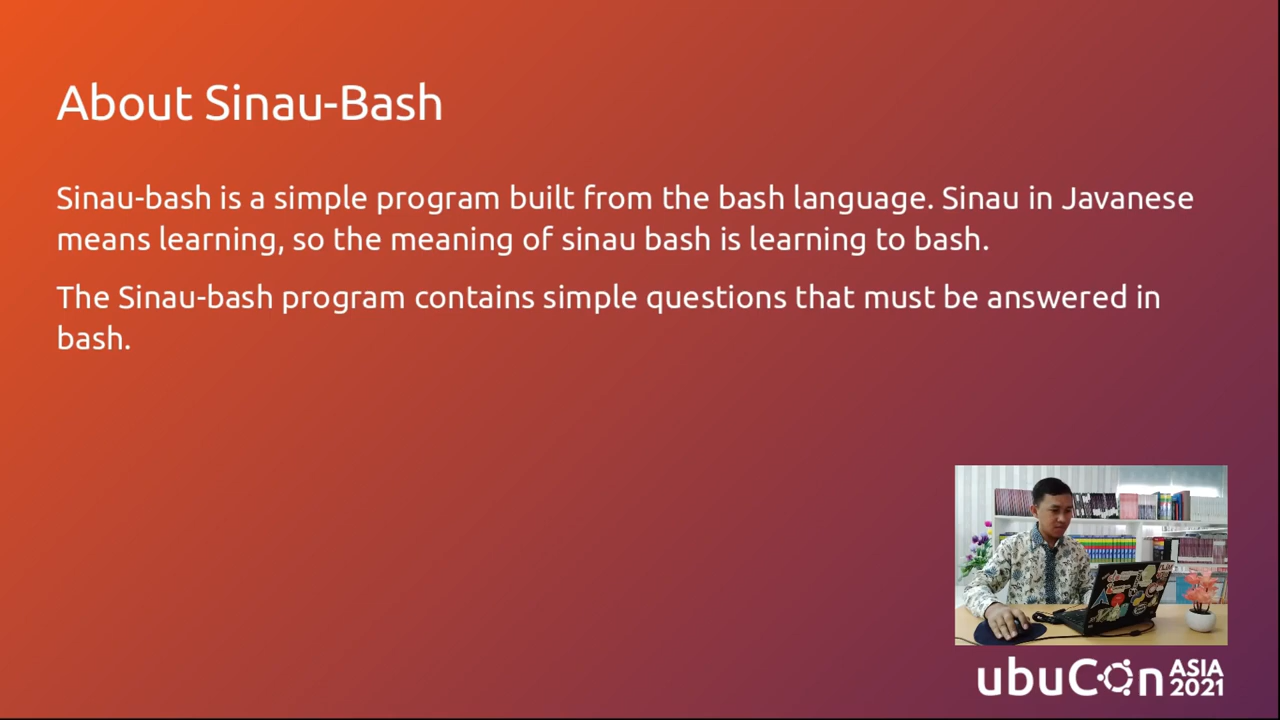 About Sinau-Bash
Sinau-bash is a simple program built from the bash language. Sinau in Javanese
means learning, so the meaning of sinau bash is learning to bash.
The Sinau-bash program contains simple questions that must be answered in
bash.
ubuCon ASIA
2021